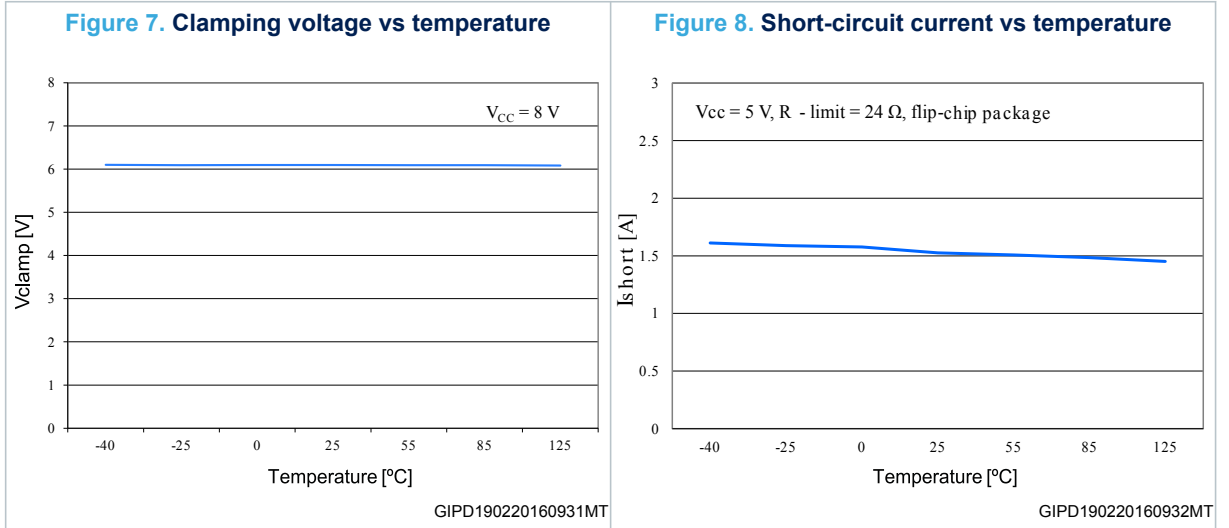 Figure 7. Clamping voltage vs temperature
8
7
6
5
4
3
2
1
0
Vclamp [V]
V_CC = 8 V
-40 -25 0 25 55 85 125
Temperature [ºC]
GIPD190220160931MT
Figure 8. Short-circuit current vs temperature
3
2.5
2
1.5
1
0.5
0
Ishort [A]
Vcc = 5 V, R - limit = 24 Ω, flip-chip package
-40 -25 0 25 55 85 125
Temperature [ºC]
GIPD190220160932MT